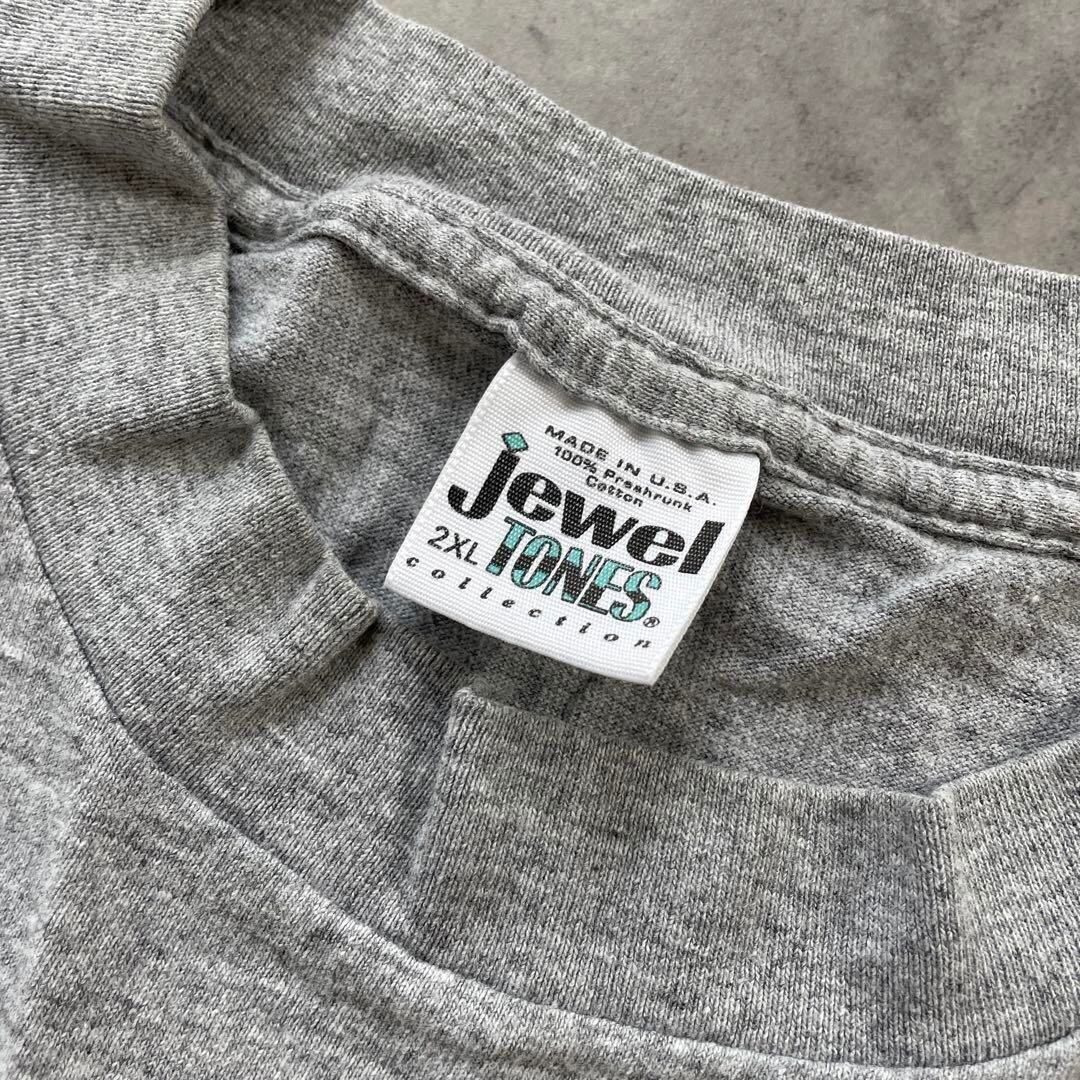 MADE IN U.S.A.
100% Preshrunk
Cotton
jewel
2XL TONES®
collection